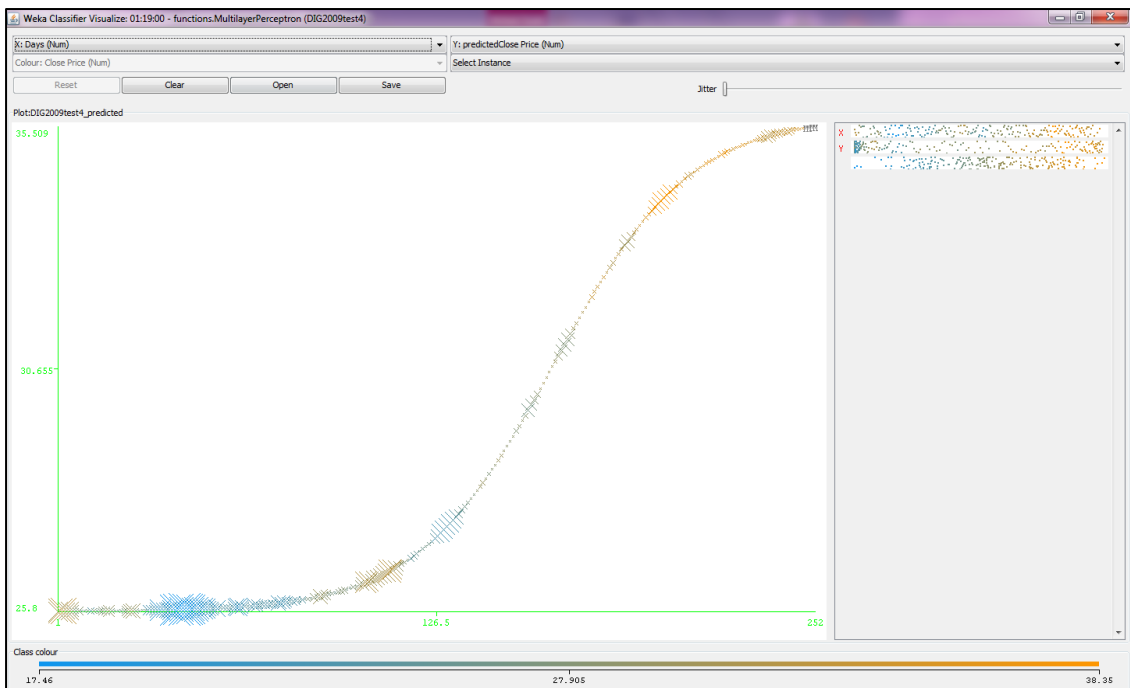 Weka Classifier Visualize: 01:19:00 - functions.MultilayerPerceptron (DIG2009test4)
X: Days (Num)
Y: predictedClose Price (Num)
Colour: Close Price (Num)
Select Instance
Reset
Clear
Open
Save
Jitter
Plot:DIG2009test4_predicted
35.509
30.655
25.8
1
126.5
252
X
Y
Class colour
17.46
27.905
38.35